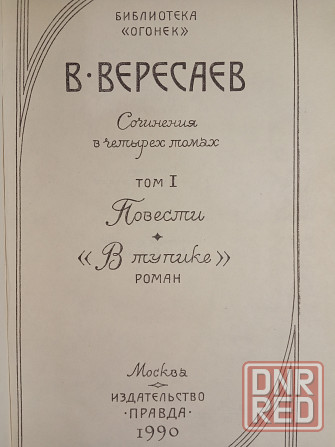 БИБЛИОТЕКА
«ОГОНЕК»
В·ВЕРЕСАЕВ
Сочинения
в четырех томах
ТОМ I
Повести
«В тупике»
РОМАН
Москва
ИЗДАТЕЛЬСТВО
·ПРАВДА·
1990
DNR
RED